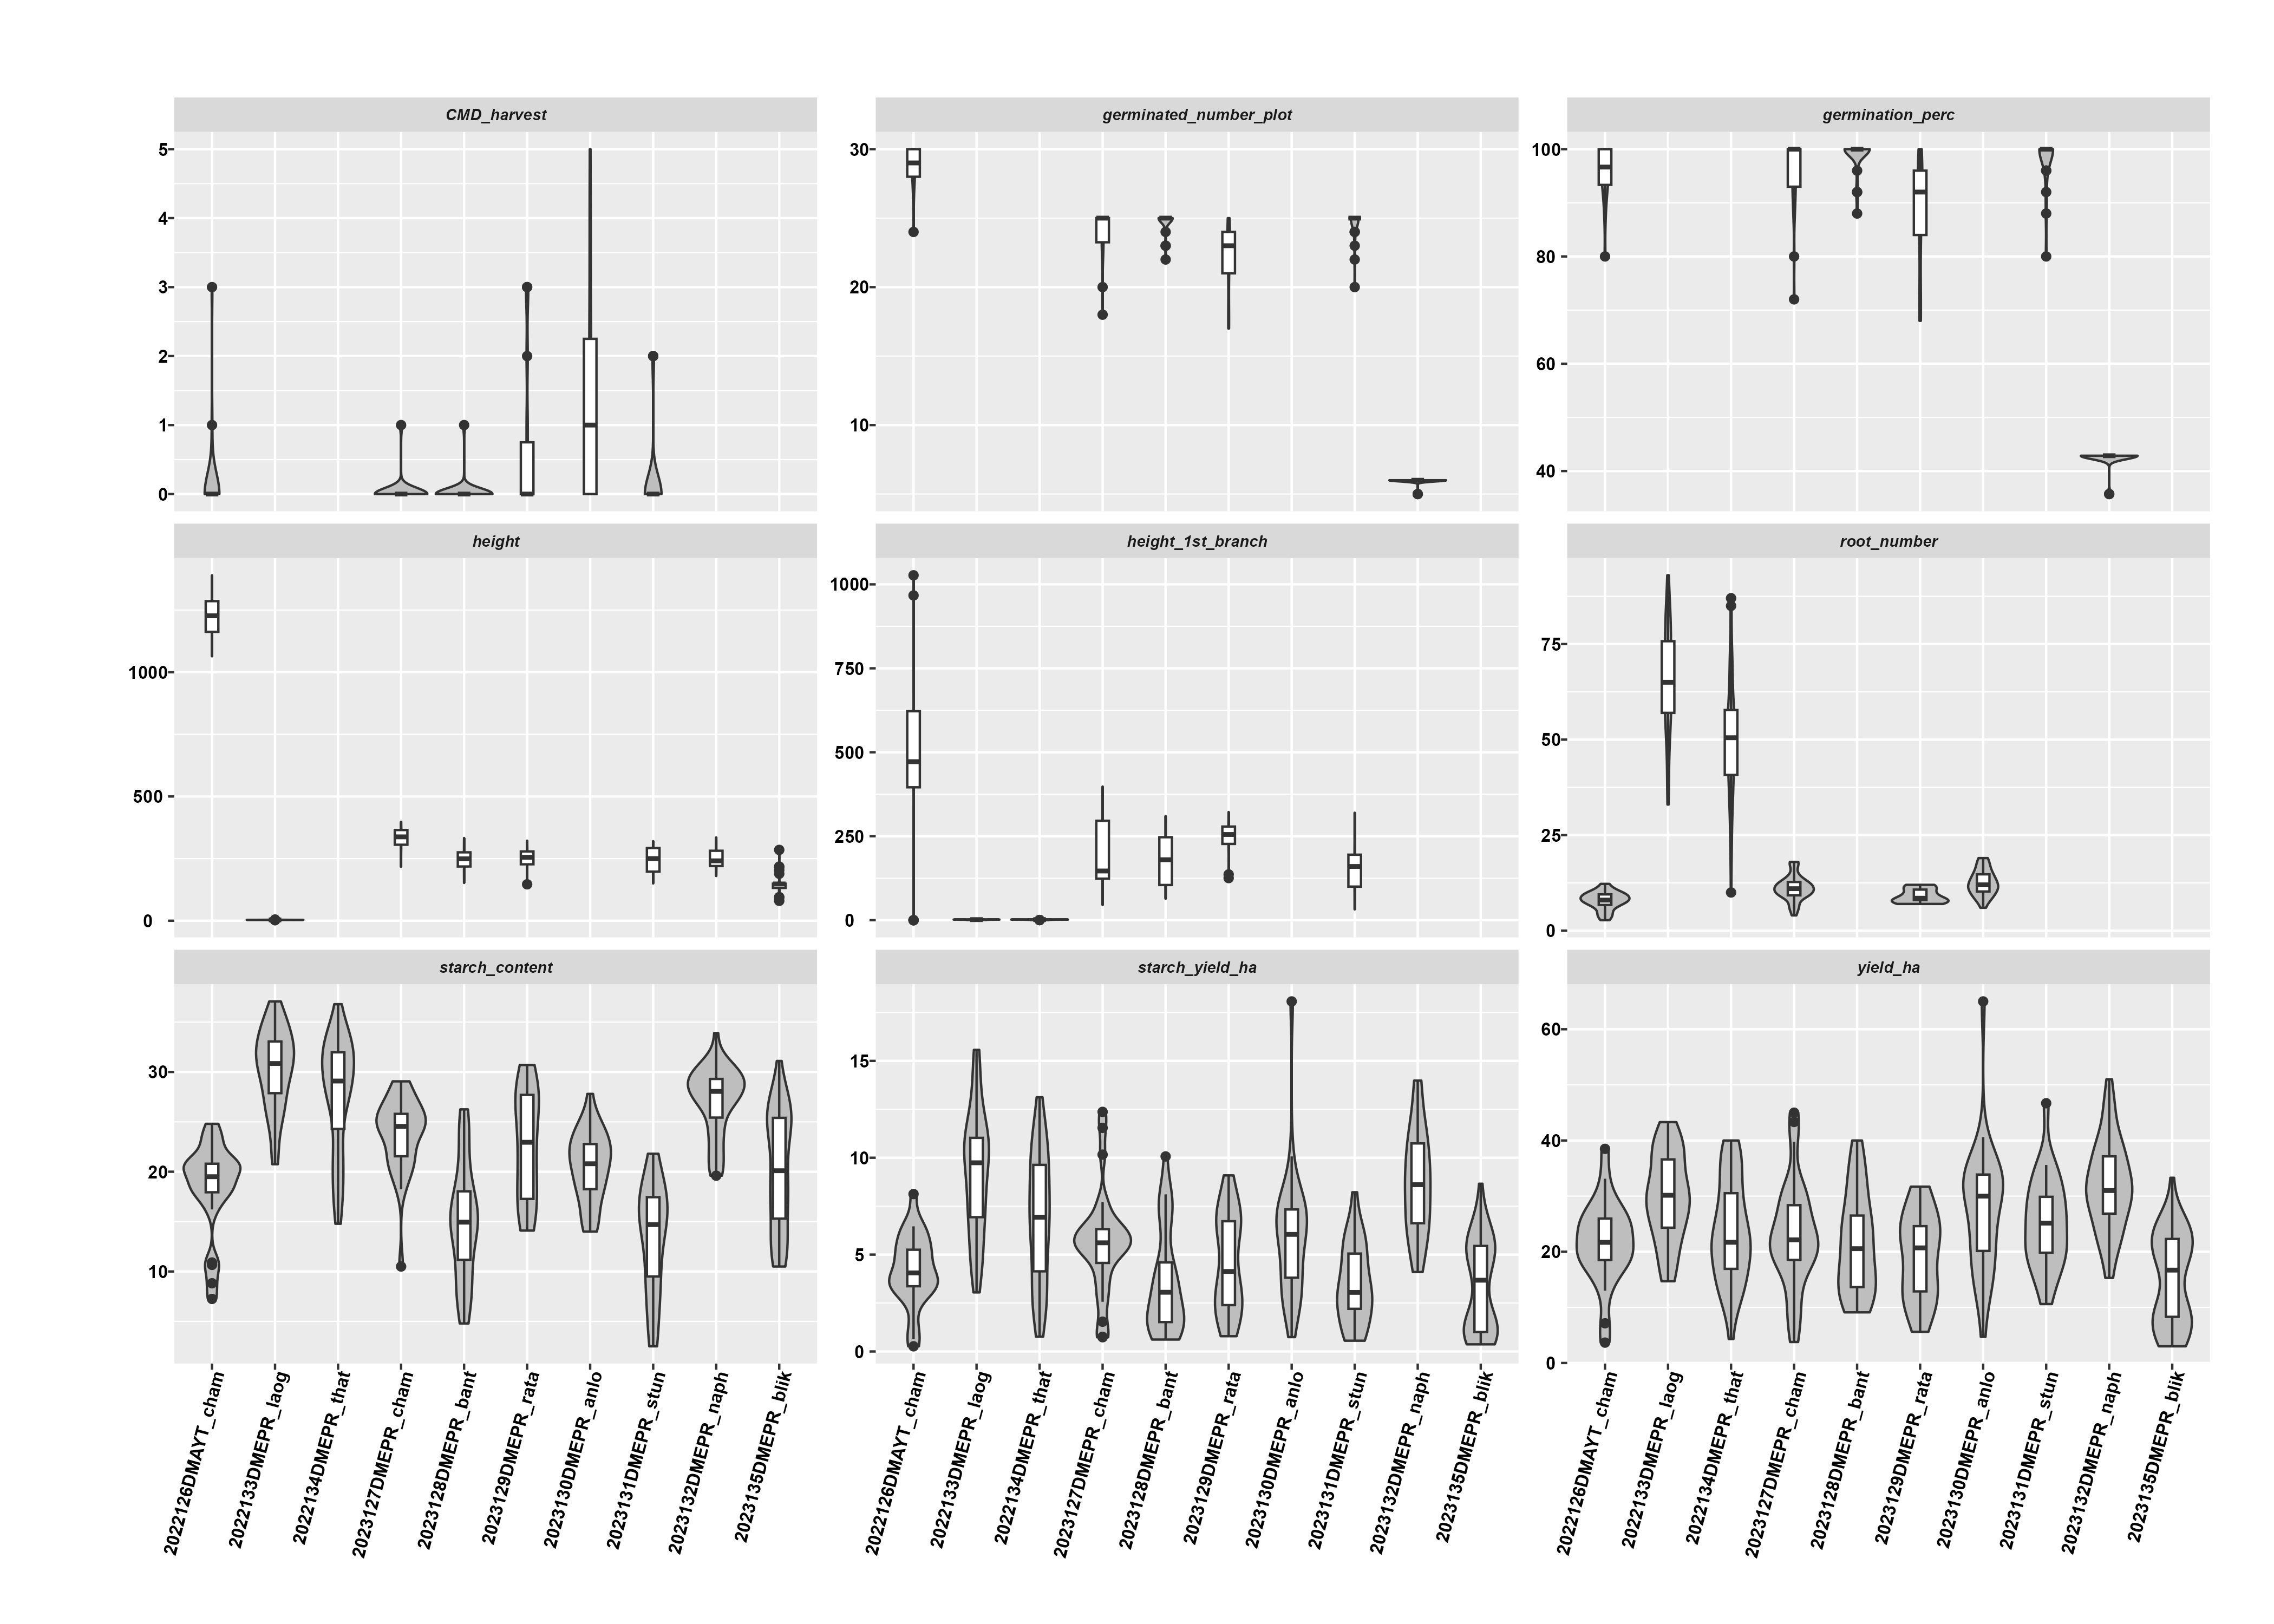 CMD_harvest
germinated_number_plot
germination_perc
5
4
3
2
1
0
30
20
10
100
80
60
40
height
height_1st_branch
root_number
1000
500
0
1000
750
500
250
0
75
50
25
0
starch_content
starch_yield_ha
yield_ha
30
20
10
15
10
5
0
60
40
20
0
2022126DMAYT_cham
2022133DMEPR_laog
2022134DMEPR_that
2023127DMEPR_cham
2023128DMEPR_bant
2023129DMEPR_rata
2023130DMEPR_anlo
2023131DMEPR_stun
2023132DMEPR_naph
2023135DMEPR_blik
2022126DMAYT_cham
2022133DMEPR_laog
2022134DMEPR_that
2023127DMEPR_cham
2023128DMEPR_bant
2023129DMEPR_rata
2023130DMEPR_anlo
2023131DMEPR_stun
2023132DMEPR_naph
2023135DMEPR_blik
2022126DMAYT_cham
2022133DMEPR_laog
2022134DMEPR_that
2023127DMEPR_cham
2023128DMEPR_bant
2023129DMEPR_rata
2023130DMEPR_anlo
2023131DMEPR_stun
2023132DMEPR_naph
2023135DMEPR_blik